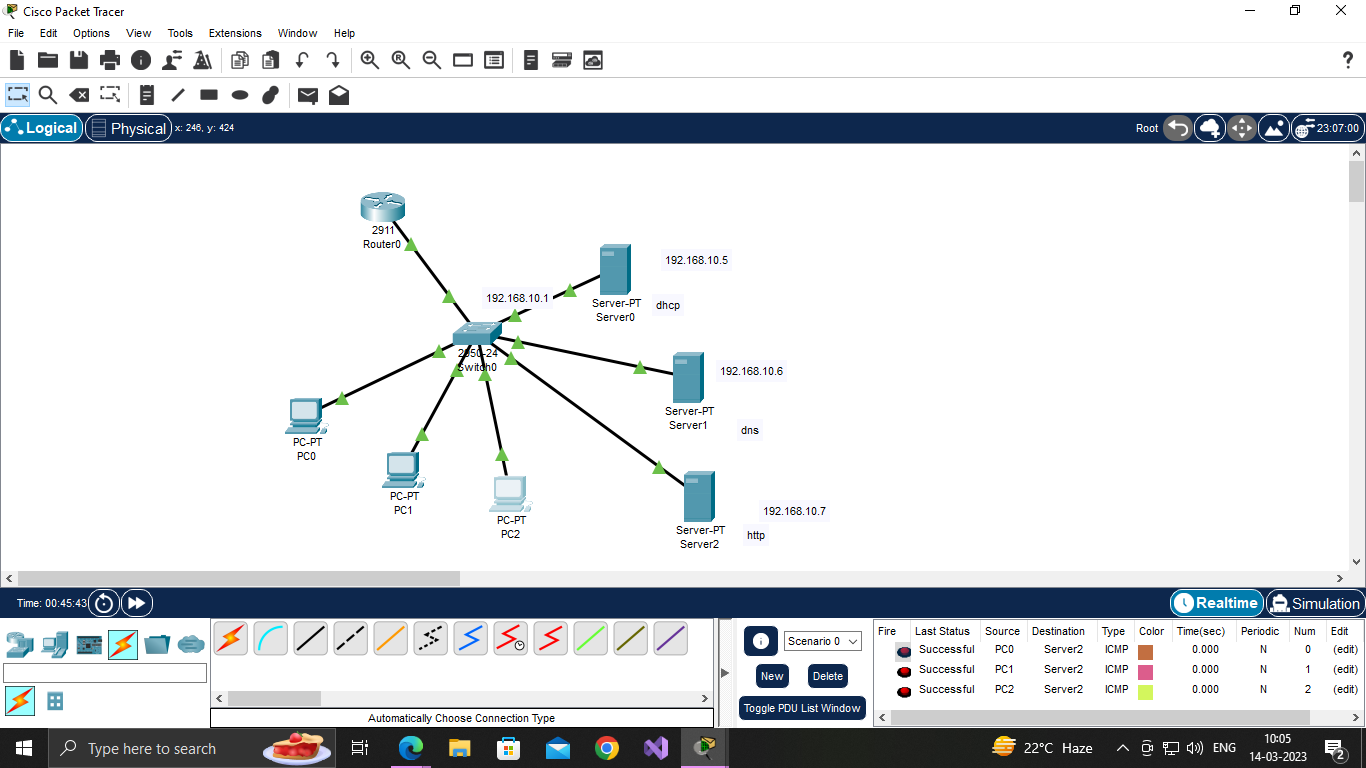 Cisco Packet Tracer
File Edit Options View Tools Extensions Window Help
Logical Physical x: 246, y: 424 Root 23:07:00
2911
Router0
192.168.10.5
192.168.10.1
Server-PT
Server0
dhcp
2950-24
Switch0
192.168.10.6
Server-PT
Server1
dns
PC-PT
PC0
PC-PT
PC1
PC-PT
PC2
192.168.10.7
Server-PT
Server2
http
Time: 00:45:43 Realtime Simulation
Scenario 0
New Delete
Toggle PDU List Window
Fire Last Status Source Destination Type Color Time(sec) Periodic Num Edit
Successful PC0 Server2 ICMP 0.000 N 0 (edit)
Successful PC1 Server2 ICMP 0.000 N 1 (edit)
Successful PC2 Server2 ICMP 0.000 N 2 (edit)
Automatically Choose Connection Type
Type here to search
22°C Haze ENG 10:05
14-03-2023
2